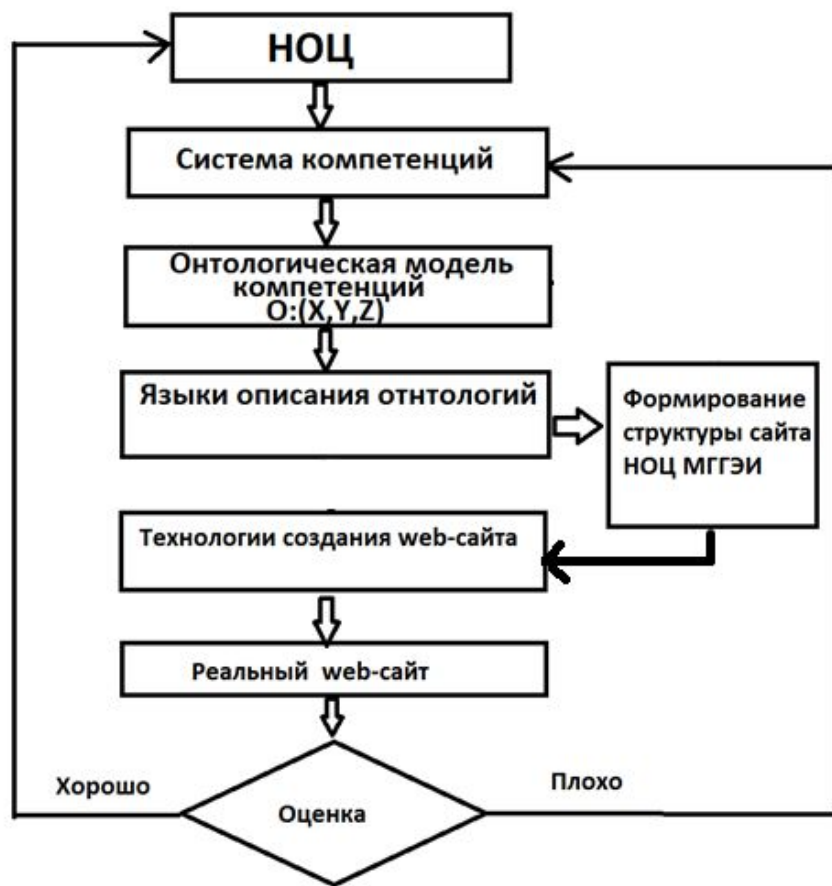 НОЦ
Система компетенций
Онтологическая модель
компетенций
О:(X,Y,Z)
Языки описания отнтологий
Формирование
структуры сайта
НОЦ МГГЭИ
Технологии создания web-сайта
Реальный web-сайт
Хорошо
Оценка
Плохо